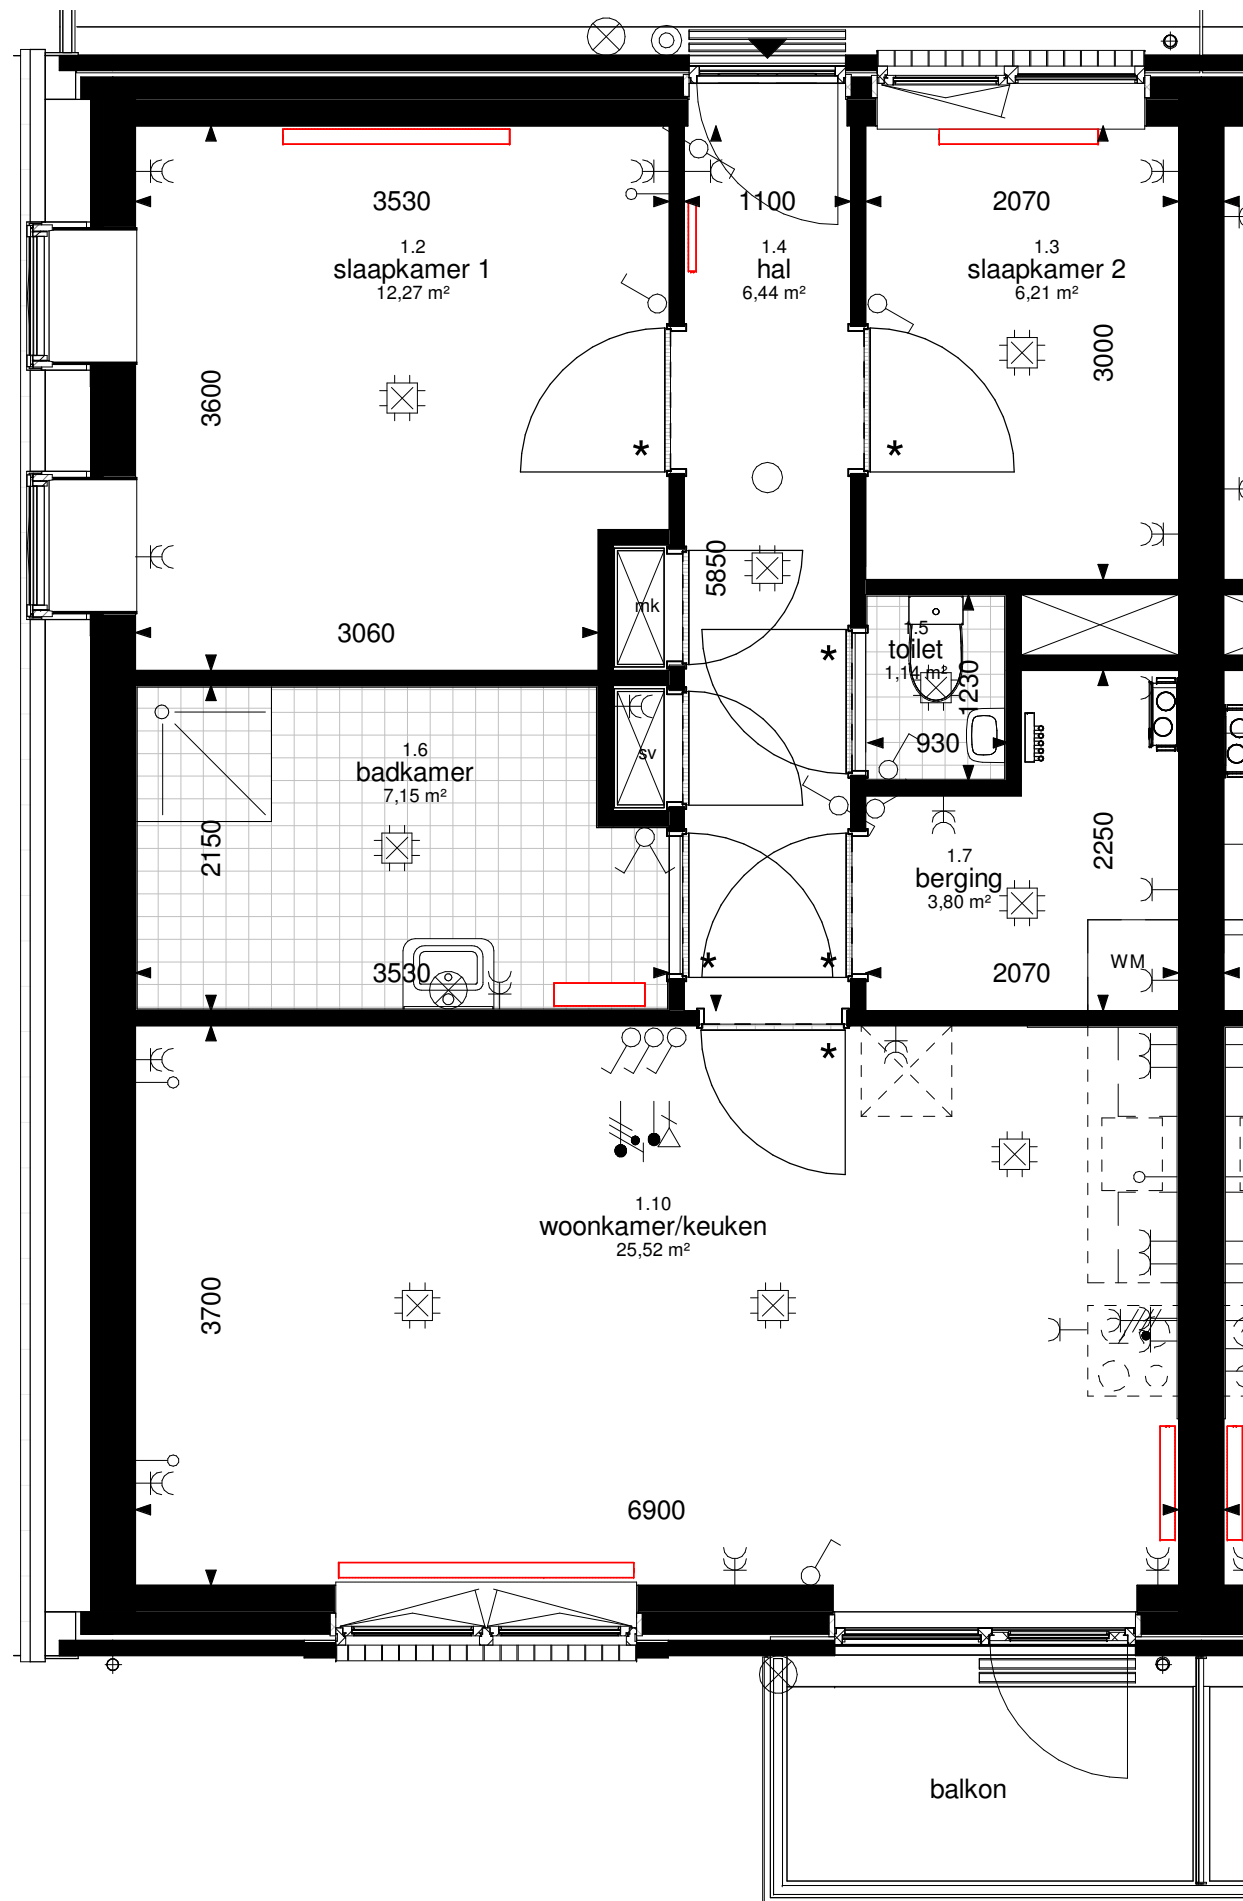 3530
1100
2070
1.2
slaapkamer 1
12,27 m²
1.4
hal
6,44 m²
1.3
slaapkamer 2
6,21 m²
3600
3000
5850
mk
3060
1.5
toilet
1,14 m²
1230
930
sv
1.6
badkamer
7,15 m²
2150
2250
1.7
berging
3,80 m²
3530
2070
WM
1.10
woonkamer/keuken
25,52 m²
3700
6900
balkon